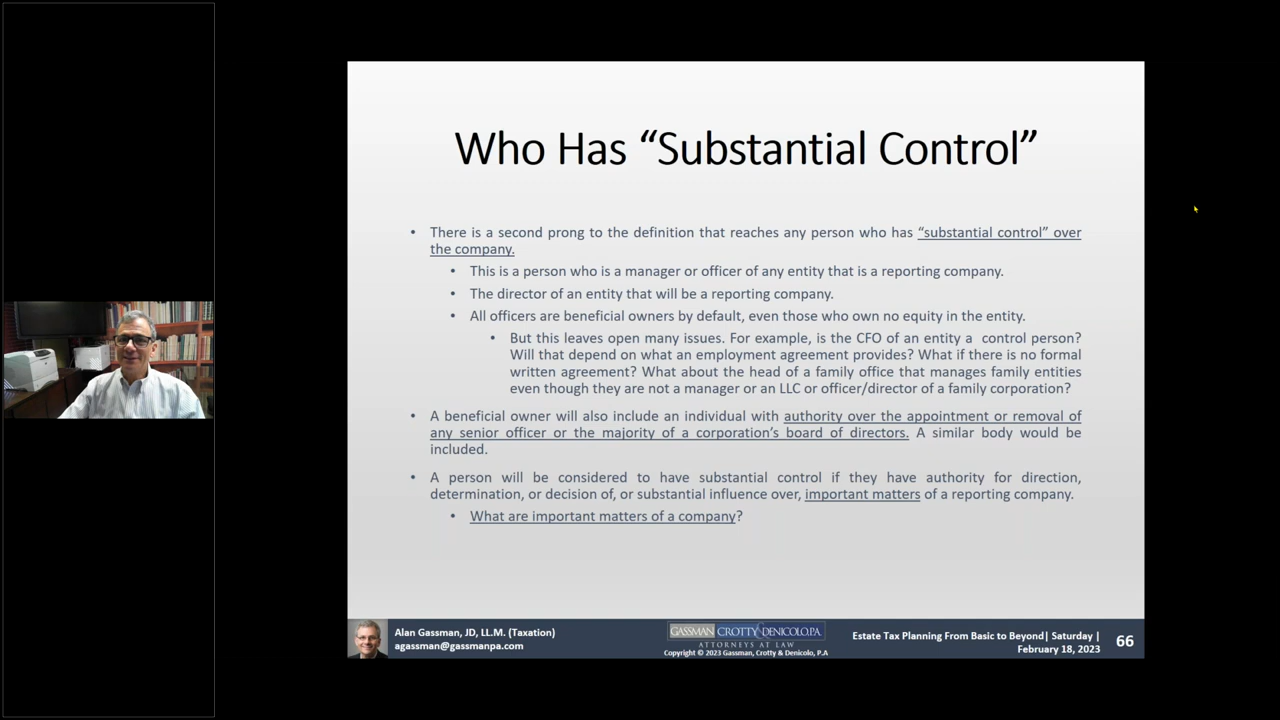 Who Has “Substantial Control”
• There is a second prong to the definition that reaches any person who has “substantial control” over
the company.
• This is a person who is a manager or officer of any entity that is a reporting company.
• The director of an entity that will be a reporting company.
• All officers are beneficial owners by default, even those who own no equity in the entity.
• But this leaves open many issues. For example, is the CFO of an entity a control person?
Will that depend on what an employment agreement provides? What if there is no formal
written agreement? What about the head of a family office that manages family entities
even though they are not a manager or an LLC or officer/director of a family corporation?
• A beneficial owner will also include an individual with authority over the appointment or removal of
any senior officer or the majority of a corporation’s board of directors. A similar body would be
included.
• A person will be considered to have substantial control if they have authority for direction,
determination, or decision of, or substantial influence over, important matters of a reporting company.
• What are important matters of a company?
Alan Gassman, JD, LL.M. (Taxation)
agassman@gassmanpa.com
GASSMAN CROTTY DENICOLO, P.A.
ATTORNEYS AT LAW
Copyright © 2023 Gassman, Crotty & Denicolo, P.A
Estate Tax Planning From Basic to Beyond| Saturday |
February 18, 2023
66